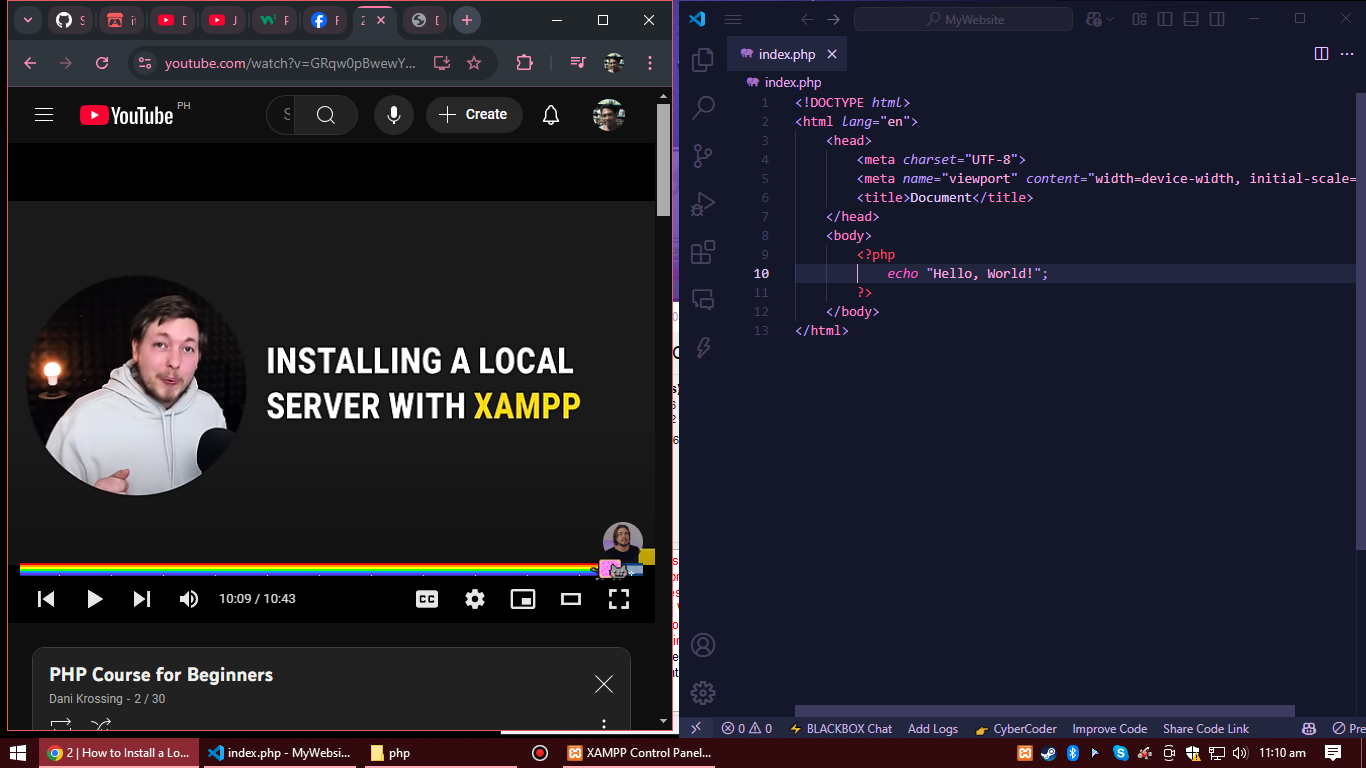 youtube.com/watch?v=GRqw0pBwewY...
YouTube PH
Create
INSTALLING A LOCAL
SERVER WITH XAMPP
10:09 / 10:43
CC
PHP Course for Beginners
Dani Krossing - 2 / 30
MyWebsite
index.php
index.php
1 <!DOCTYPE html>
2 <html lang="en">
3 <head>
4 <meta charset="UTF-8">
5 <meta name="viewport" content="width=device-width, initial-scale=
6 <title>Document</title>
7 </head>
8 <body>
9 <?php
10 echo "Hello, World!";
11 ?>
12 </body>
13 </html>
0 0 BLACKBOX Chat Add Logs CyberCoder Improve Code Share Code Link Pre
2 | How to Install a Lo... index.php - MyWebsi... php XAMPP Control Panel... 11:10 am